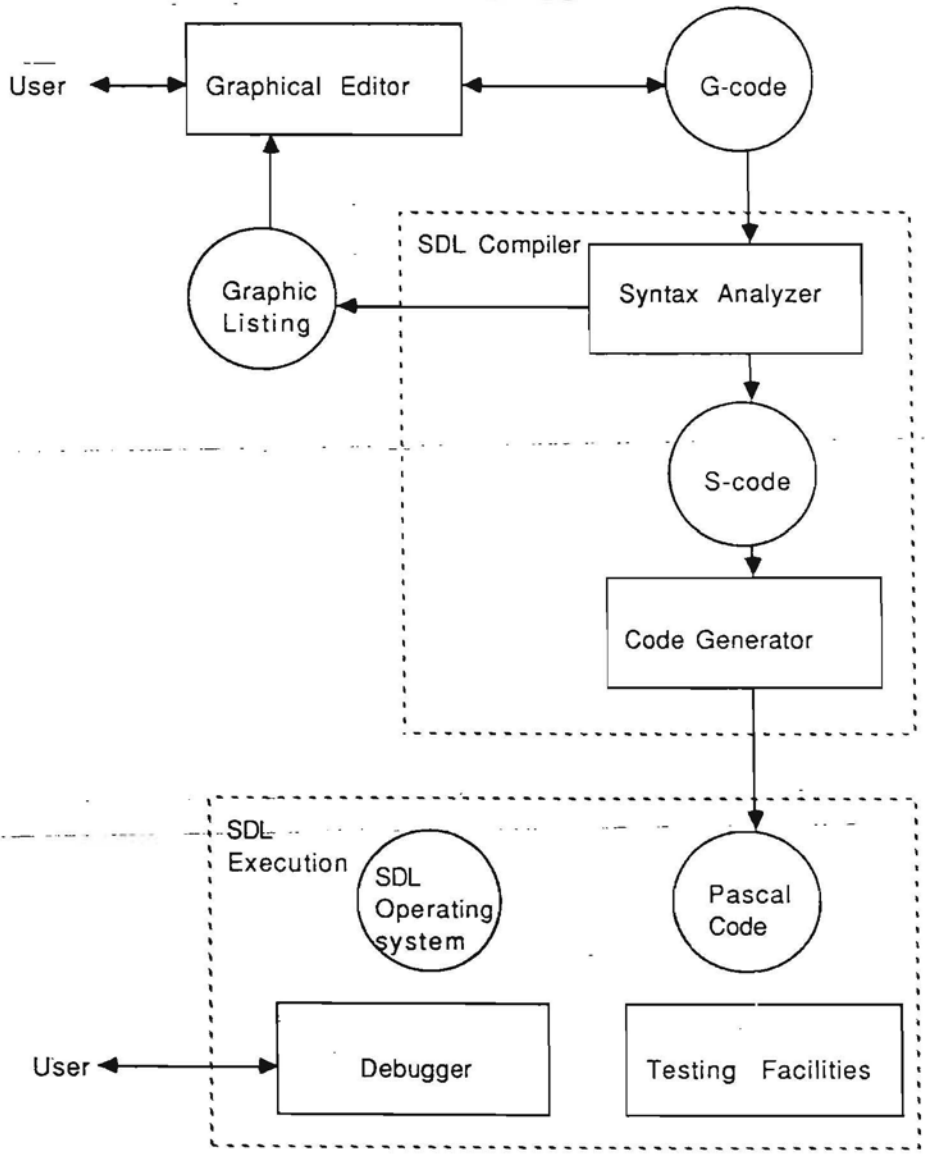 User
Graphical Editor
G-code
SDL Compiler
Syntax Analyzer
Graphic
Listing
S-code
Code Generator
SDL
Execution
SDL
Operating
system
Pascal
Code
User
Debugger
Testing Facilities